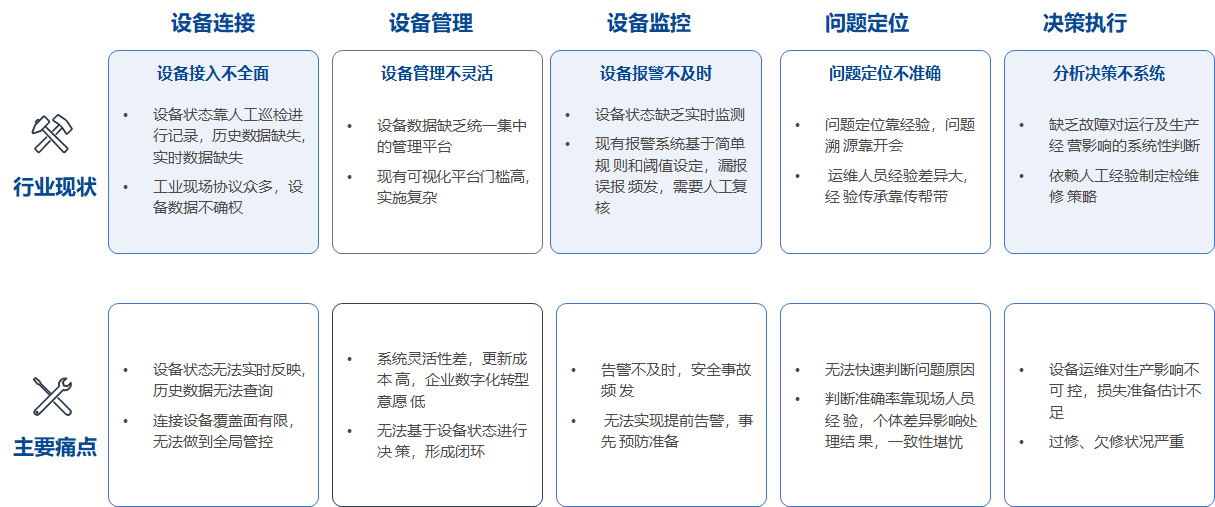 设备连接
设备管理
设备监控
问题定位
决策执行
行业现状
设备接入不全面
• 设备状态靠人工巡检进
行记录，历史数据缺失，
实时数据缺失
• 工业现场协议众多，设
备数据不确权
设备管理不灵活
• 设备数据缺乏统一集中
的管理平台
• 现有可视化平台门槛高，
实施复杂
设备报警不及时
• 设备状态缺乏实时监测
• 现有报警系统基于简单
规 则和阈值设定，漏报
误报 频发，需要人工复
核
问题定位不准确
• 问题定位靠经验，问题
溯 源靠开会
• 运维人员经验差异大，
经 验传承靠传帮带
分析决策不系统
• 缺乏故障对运行及生产
经 营影响的系统性判断
• 依赖人工经验制定检维
修 策略
主要痛点
• 设备状态无法实时反映，
历史数据无法查询
• 连接设备覆盖面有限，
无法做到全局管控
• 系统灵活性差，更新成
本 高，企业数字化转型
意愿 低
• 无法基于设备状态进行
决 策，形成闭环
• 告警不及时，安全事故
频 发
• 无法实现提前告警，事
先 预防准备
• 无法快速判断问题原因
• 判断准确率靠现场人员
经 验，个体差异影响处
理结 果，一致性堪忧
• 设备运维对生产影响不
可 控，损失准备估计不
足
• 过修、欠修状况严重